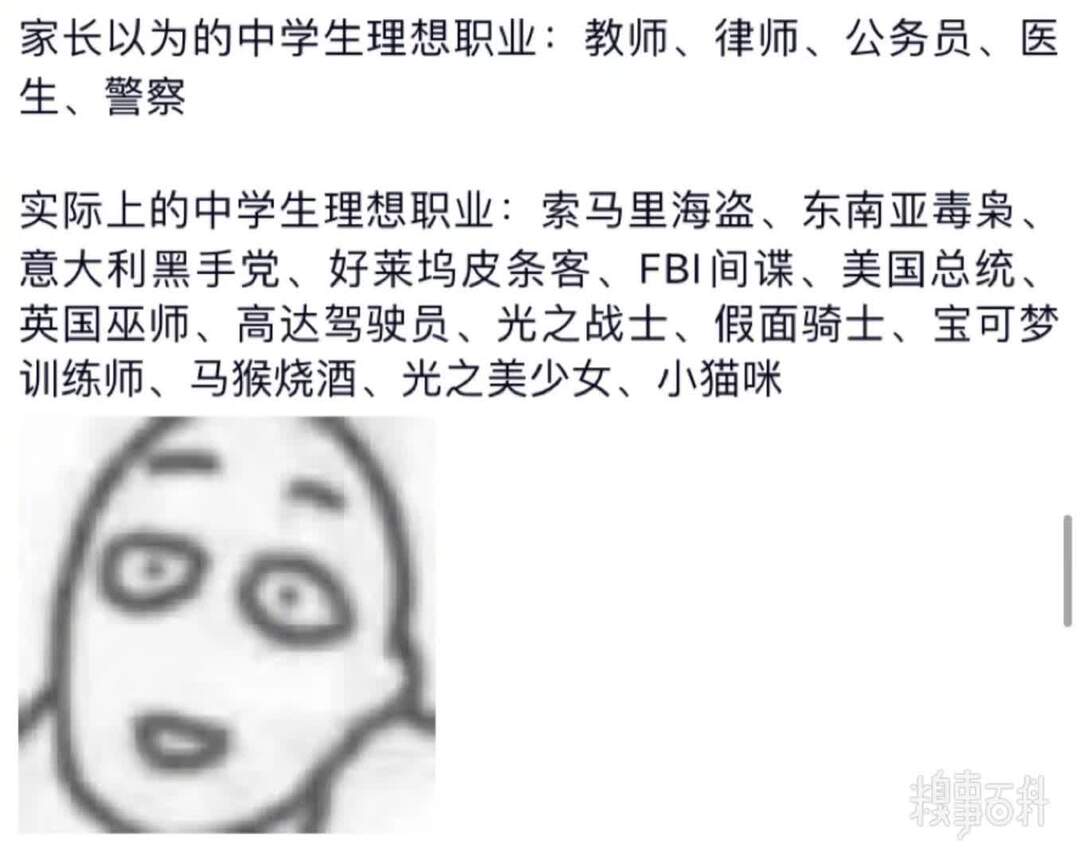 家长以为的中学生理想职业：教师、律师、公务员、医
生、警察
实际上的中学生理想职业：索马里海盗、东南亚毒枭、
意大利黑手党、好莱坞皮条客、FBI间谍、美国总统、
英国巫师、高达驾驶员、光之战士、假面骑士、宝可梦
训练师、马猴烧酒、光之美少女、小猫咪
糗事百科